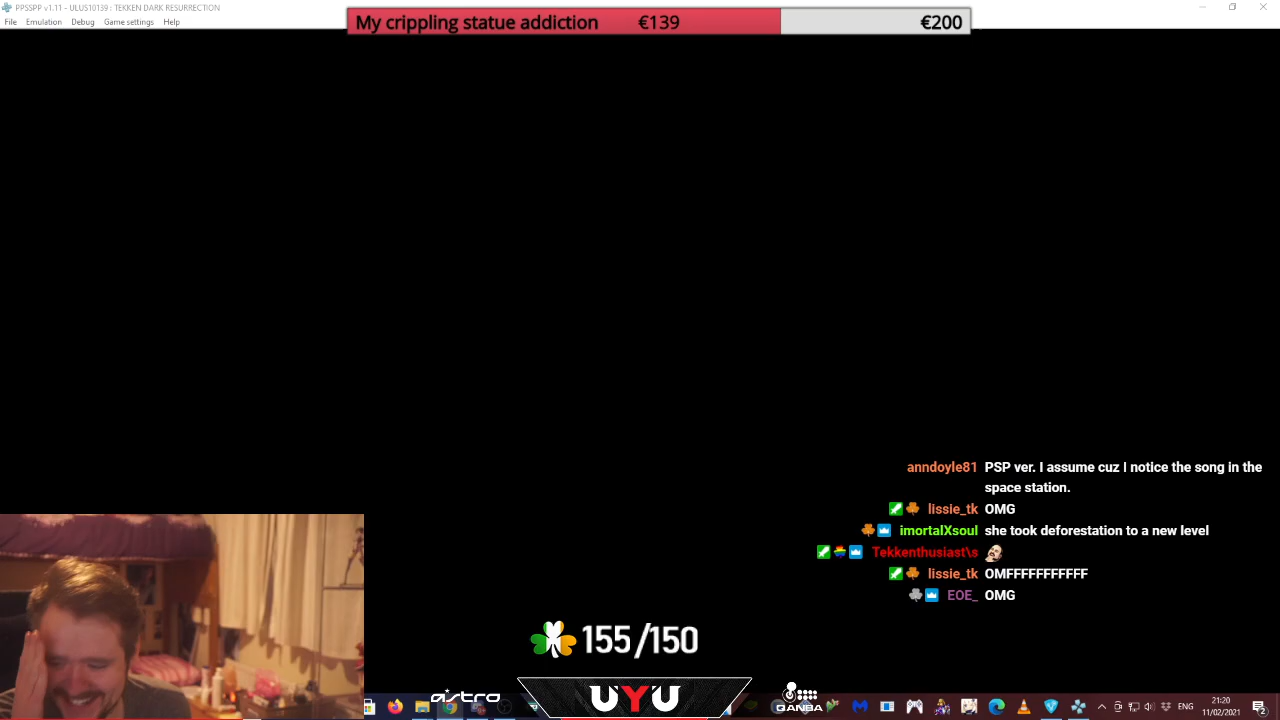 PPSSPP v1.11 - ULUS10139 : TEKKEN DARK RESURRECTION
File Emulation Debug Game settings Help
My crippling statue addiction €139 €200
anndoyle81 PSP ver. I assume cuz I notice the song in the
space station.
lissie_tk OMG
imortalXsoul she took deforestation to a new level
Tekkenthusiast\s
lissie_tk OMFFFFFFFFFFF
EOE_ OMG
155/150
astro UYU QANBA
ENG 21:20
11/02/2021